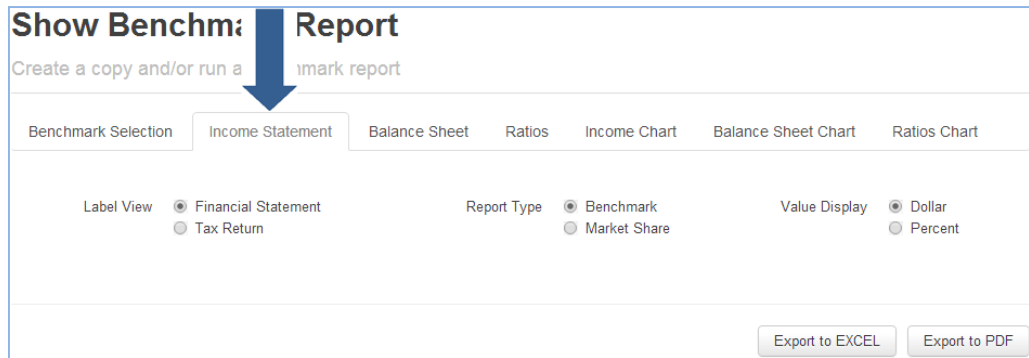 Show Benchma Report
Create a copy and/or run a hmark report
Benchmark Selection Income Statement Balance Sheet Ratios Income Chart Balance Sheet Chart Ratios Chart
Label View Financial Statement Report Type Benchmark Value Display Dollar
Tax Return Market Share Percent
Export to EXCEL Export to PDF